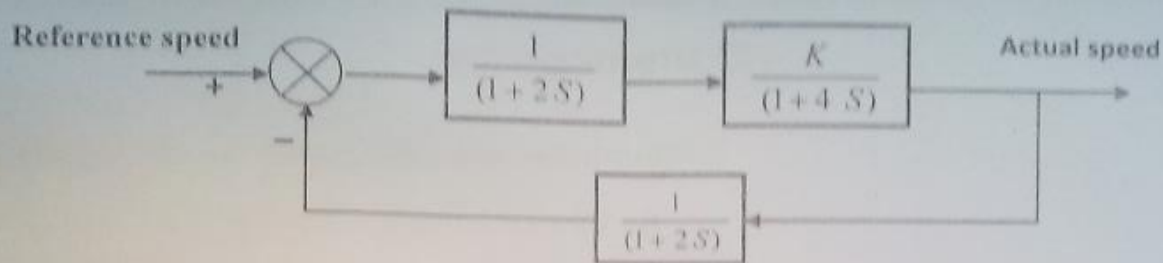 Reference speed
+
−
1
(1 + 2 S)
K
(1 + 4 S)
Actual speed
1
(1 + 2 S)